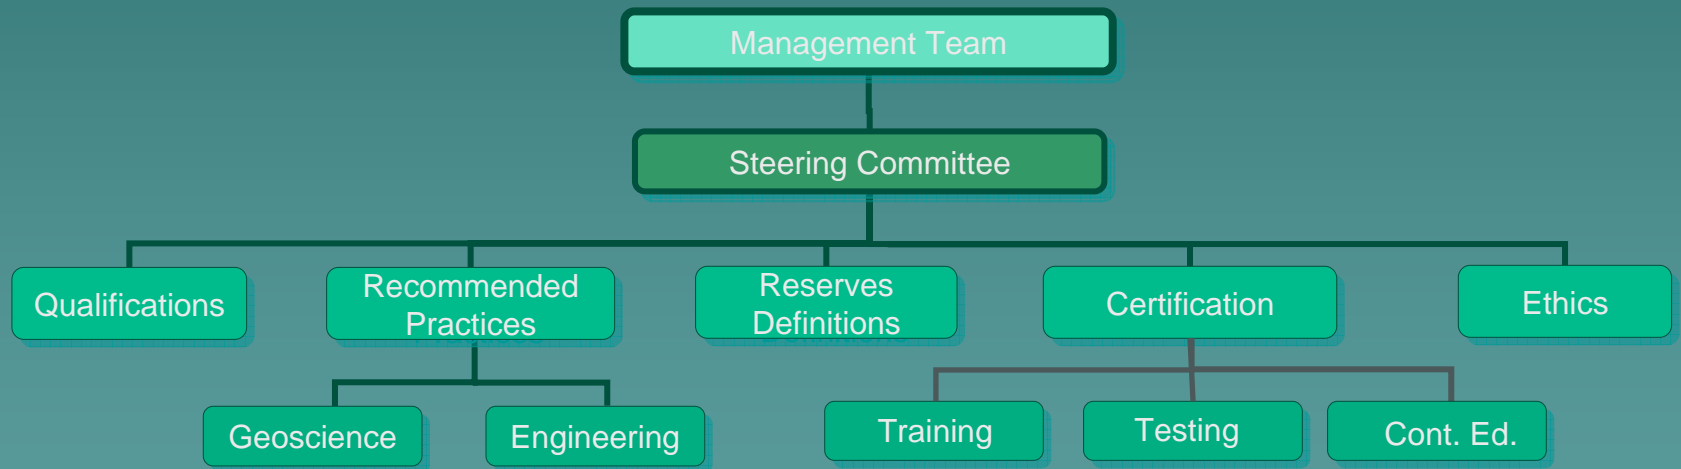 Management Team
Steering Committee
Qualifications
Recommended
Practices
Reserves
Definitions
Certification
Ethics
Geoscience
Engineering
Training
Testing
Cont. Ed.